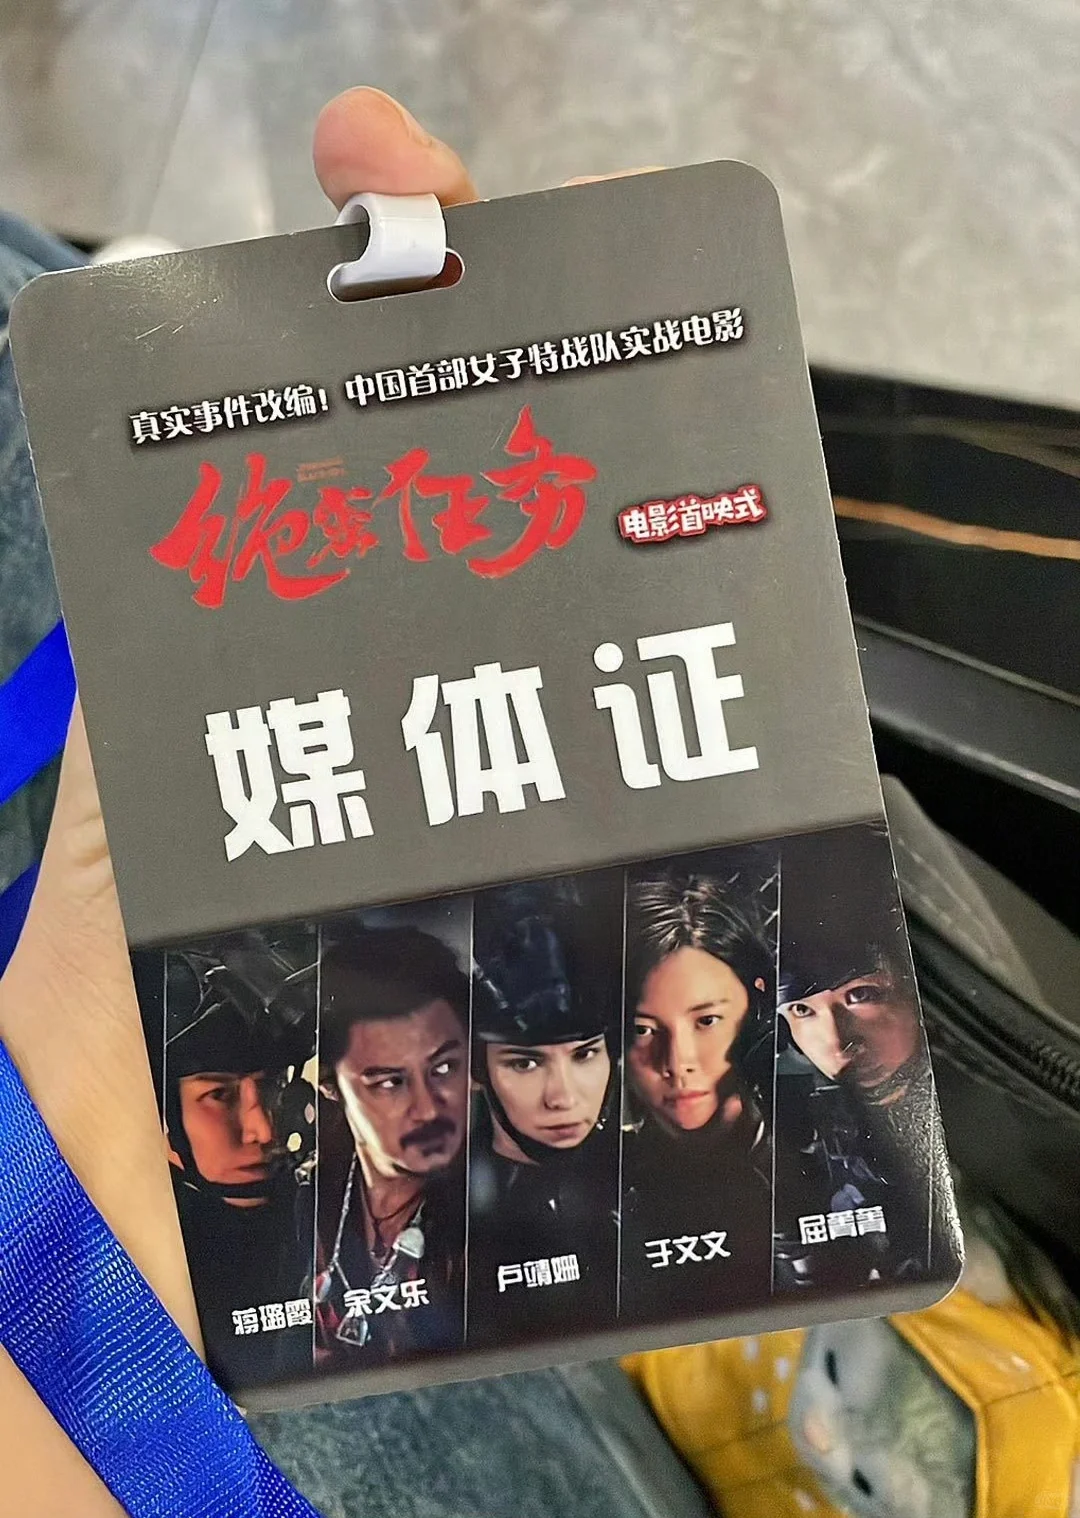 真实事件改编！中国首部女子特战队实战电影
绝密任务
电影首映式
媒体证
蒋璐霞
余文乐
卢靖姗
于文文
屈菁菁